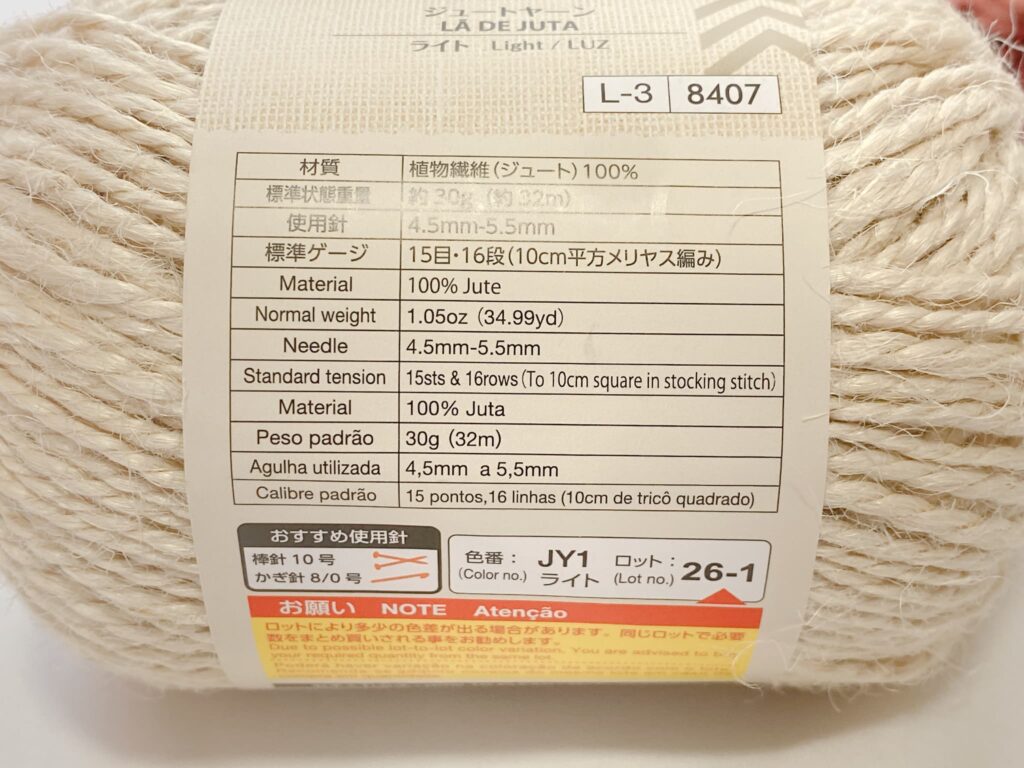 ジュートヤーン
LÃ DE JUTA
ライト Light / LUZ
L-3 8407
材質 植物繊維(ジュート)100%
標準状態重量 約 30g (約 32m)
使用針 4.5mm-5.5mm
標準ゲージ 15目・16段(10cm平方メリヤス編み)
Material 100% Jute
Normal weight 1.05oz (34.99yd)
Needle 4.5mm-5.5mm
Standard tension 15sts & 16rows(To 10cm square in stocking stitch)
Material 100% Juta
Peso padrão 30g (32m)
Agulha utilizada 4,5mm a 5,5mm
Calibre padrão 15 pontos,16 linhas (10cm de tricô quadrado)
おすすめ使用針
棒針 10 号
かぎ針 8/0 号
色番: JY1 ロット: 26-1
(Color no.) ライト (Lot no.)
お願い NOTE Atenção
ロットにより多少の色差が出る場合があります。同じロットで必要
数をまとめ買いされる事をお勧めします。
Due to possible lot-to-lot color variation. You are advised to
your required quantity from the same lot.